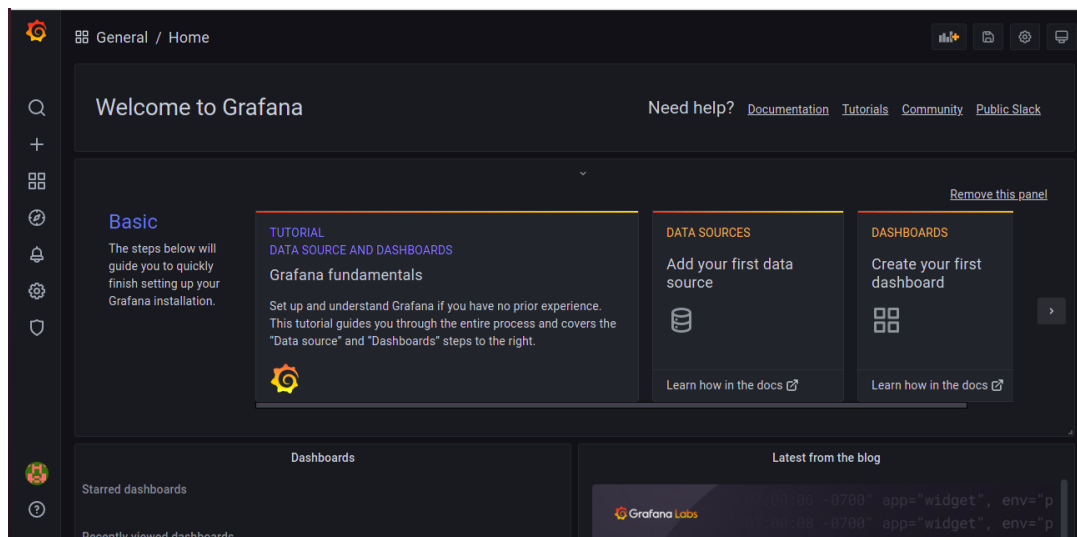 General / Home
Welcome to Grafana
Need help? Documentation Tutorials Community Public Slack
Remove this panel
Basic
The steps below will
guide you to quickly
finish setting up your
Grafana installation.
TUTORIAL
DATA SOURCE AND DASHBOARDS
Grafana fundamentals
Set up and understand Grafana if you have no prior experience.
This tutorial guides you through the entire process and covers the
"Data source" and "Dashboards" steps to the right.
DATA SOURCES
Add your first data
source
Learn how in the docs
DASHBOARDS
Create your first
dashboard
Learn how in the docs
Dashboards
Starred dashboards
Recently viewed dashboards
Latest from the blog
Grafana Labs
-0700" app="widget", env="p
-0700" app="widget", env="p